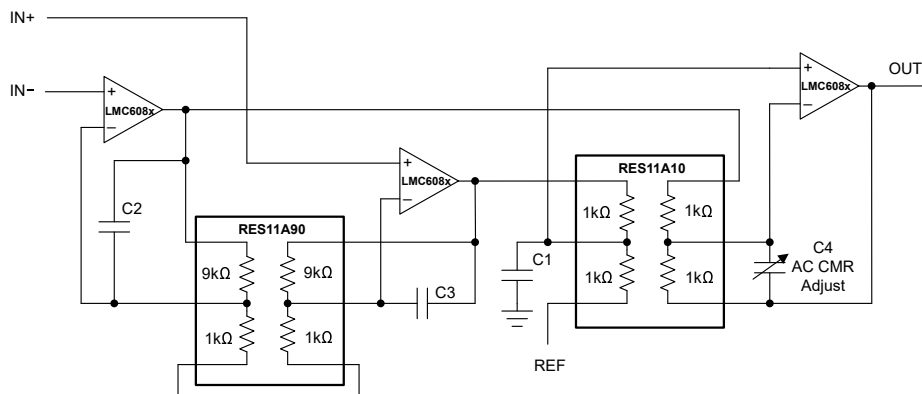 IN+
IN−
LMC608x
C2
LMC608x
C3
RES11A90
9kΩ
9kΩ
1kΩ
1kΩ
C1
RES11A10
1kΩ
1kΩ
1kΩ
1kΩ
REF
LMC608x
OUT
C4
AC CMR
Adjust
+
−
+
−
+
−